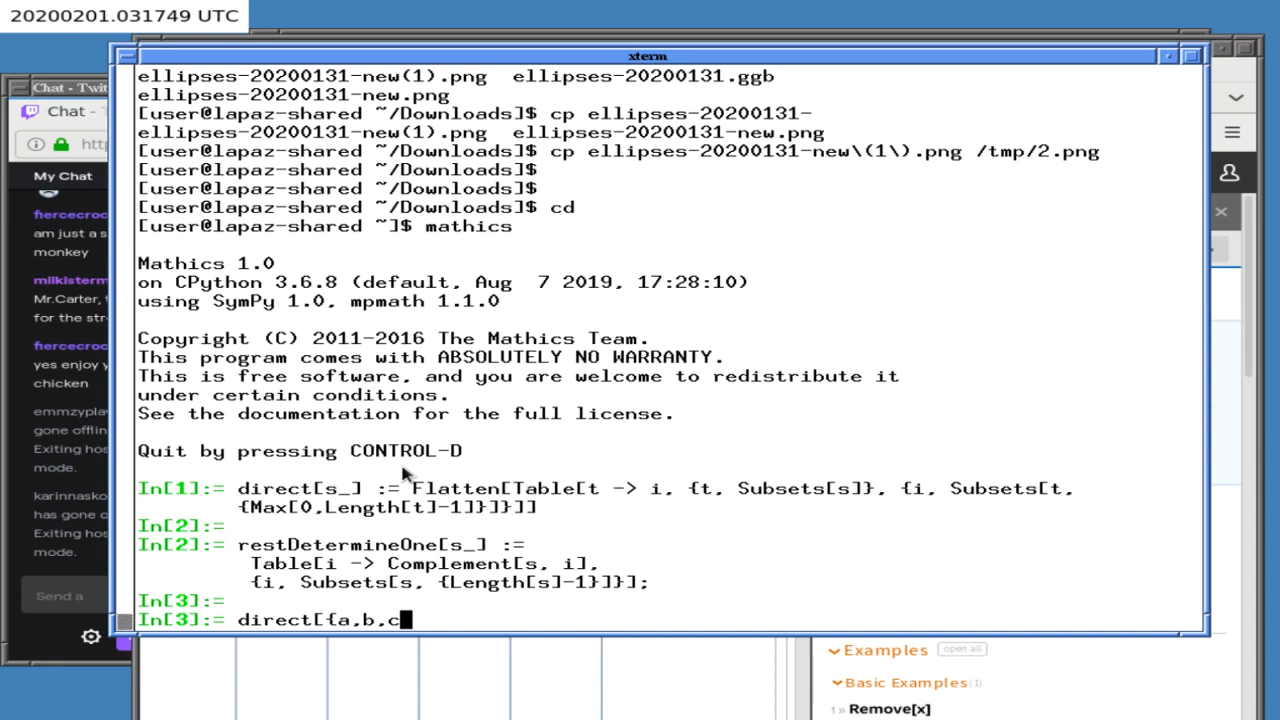 20200201.031749 UTC
xterm
ellipses-20200131-new(1).png  ellipses-20200131.ggb
ellipses-20200131-new.png
[user@lapaz-shared ~/Downloads]$ cp ellipses-20200131-
ellipses-20200131-new(1).png  ellipses-20200131-new.png
[user@lapaz-shared ~/Downloads]$ cp ellipses-20200131-new\(1\).png /tmp/2.png
[user@lapaz-shared ~/Downloads]$
[user@lapaz-shared ~/Downloads]$
[user@lapaz-shared ~/Downloads]$ cd
[user@lapaz-shared ~]$ mathics
Mathics 1.0
on CPython 3.6.8 (default, Aug  7 2019, 17:28:10)
using SymPy 1.0, mpmath 1.1.0
Copyright (C) 2011-2016 The Mathics Team.
This program comes with ABSOLUTELY NO WARRANTY.
This is free software, and you are welcome to redistribute it
under certain conditions.
See the documentation for the full license.
Quit by pressing CONTROL-D
In[1]:= direct[s_] := Flatten[Table[t -> i, {t, Subsets[s]}, {i, Subsets[t,
{Max[0,Length[t]-1]}]}]]
In[2]:=
In[2]:= restDetermineOne[s_] :=
Table[i -> Complement[s, i],
{i, Subsets[s, {Length[s]-1}]}];
In[3]:=
In[3]:= direct[{a,b,c
Chat - Twit
Chat -
http
My Chat
fiercecroc
am just a s
monkey
milkisterm
Mr.Carter,
for the str
fiercecroc
yes enjoy y
chicken
emmzyplay
gone offlin
Exiting hos
mode.
karinnasko
has gone o
Exiting hos
mode.
Send a
Examples open all
Basic Examples (1)
Remove[x]